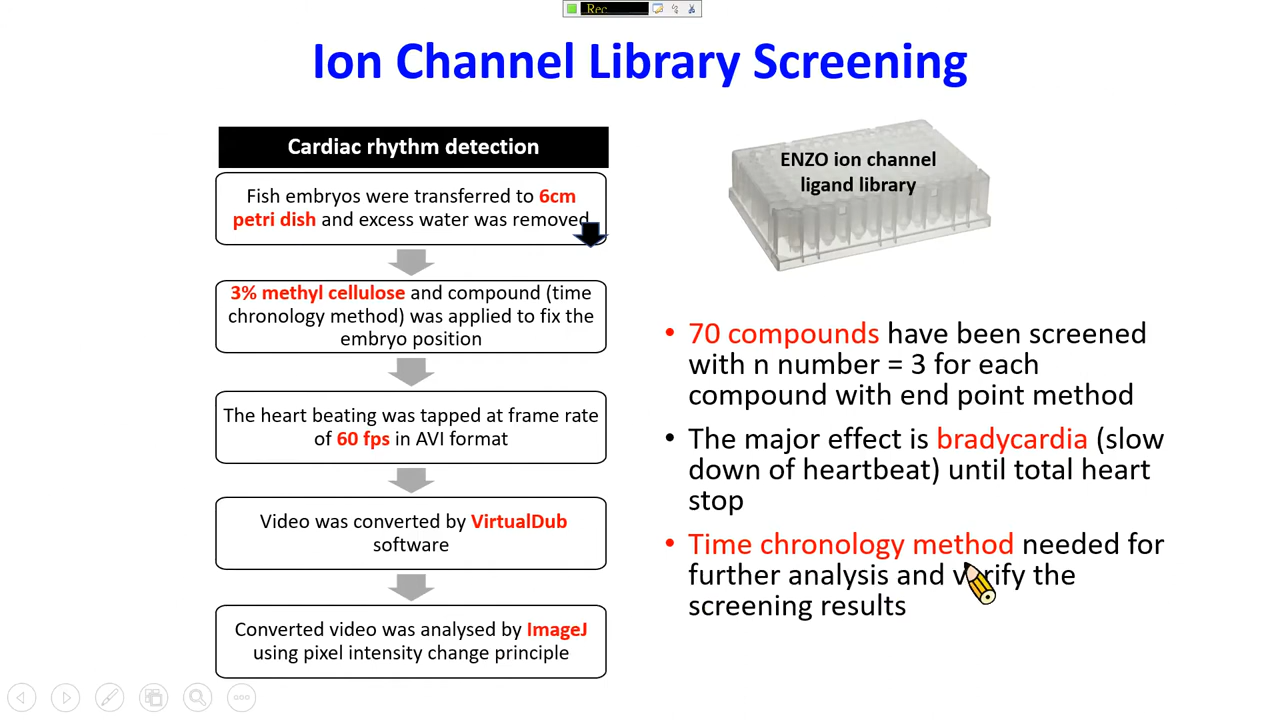 Rec
Ion Channel Library Screening
Cardiac rhythm detection
Fish embryos were transferred to 6cm
petri dish and excess water was removed
3% methyl cellulose and compound (time
chronology method) was applied to fix the
embryo position
The heart beating was tapped at frame rate
of 60 fps in AVI format
Video was converted by VirtualDub
software
Converted video was analysed by ImageJ
using pixel intensity change principle
ENZO ion channel
ligand library
• 70 compounds have been screened
with n number = 3 for each
compound with end point method
• The major effect is bradycardia (slow
down of heartbeat) until total heart
stop
• Time chronology method needed for
further analysis and verify the
screening results